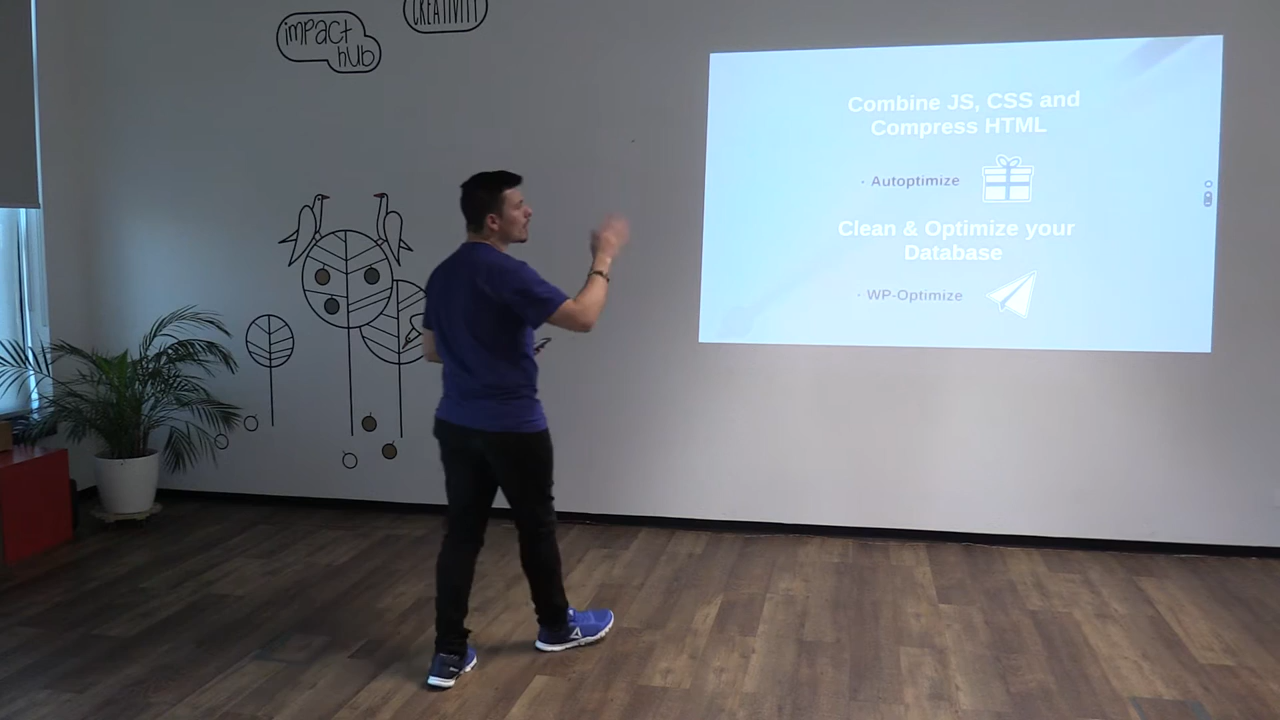 CREATIVITY
impact
hub
Combine JS, CSS and
Compress HTML
· Autoptimize
Clean & Optimize your
Database
· WP-Optimize